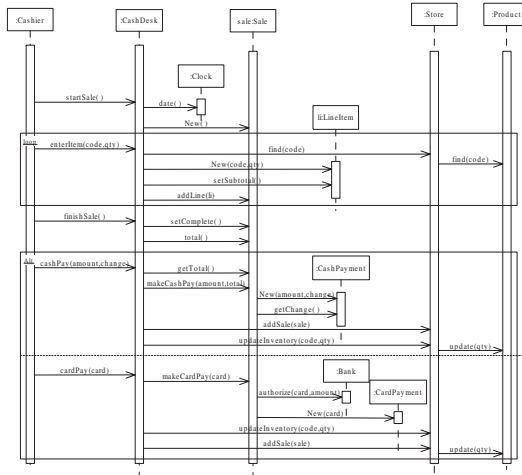 :Cashier :CashDesk sale:Sale :Store :Product
:Clock
startSale( )
date( )
li:LineItem
New( )
loop
enterItem(code,qty)
find(code)
find(code)
New(code,qty)
setSubtotal( )
addLine(li)
finishSale( )
setComplete( )
total( )
Alt
cashPay(amount,change)
getTotal( )
:CashPayment
makeCashPay(amount,total)
New(amount,change)
getChange( )
addSale(sale)
updateInventory(code,qty)
update(qty)
:Bank
cardPay(card)
makeCardPay(card)
authorize(card,amount)
:CardPayment
New(card)
updateInventory(code,qty)
addSale(sale)
update(qty)